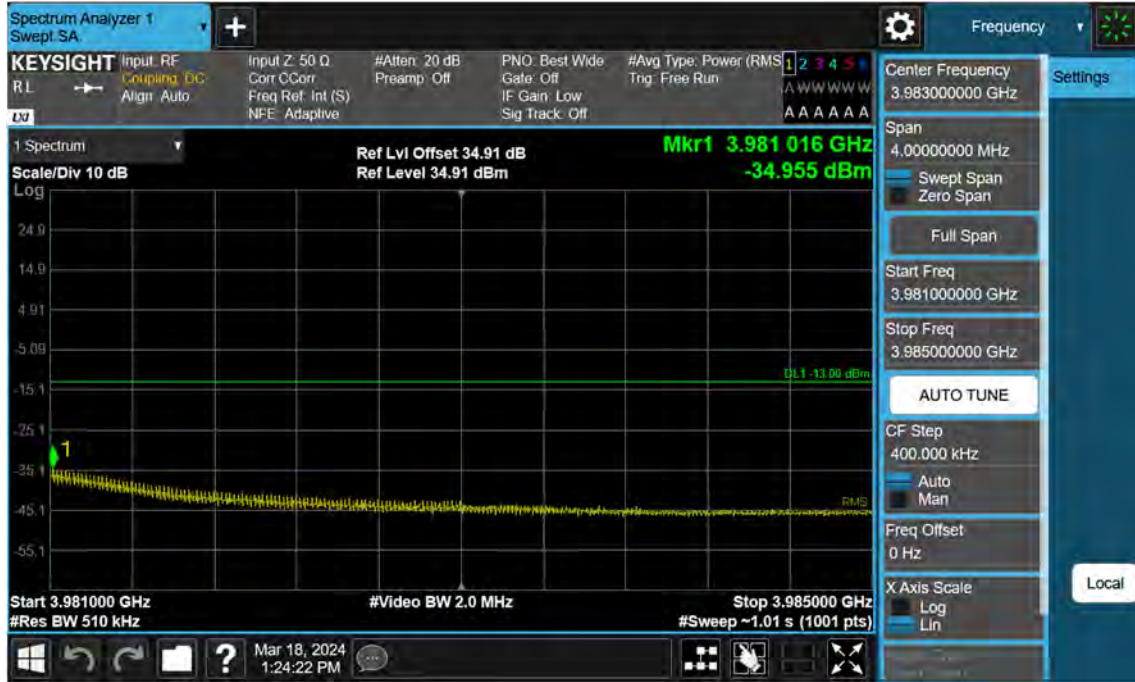 Spectrum Analyzer 1
Swept SA
+
Frequency
KEYSIGHT
RL
LXI
Input: RF
Coupling: DC
Align: Auto
Input Z: 50 Ω
Corr CCorr
Freq Ref: Int (S)
NFE: Adaptive
#Atten: 20 dB
Preamp: Off
PNO: Best Wide
Gate: Off
IF Gain: Low
Sig Track: Off
#Avg Type: Power (RMS
Trig: Free Run
1 2 3 4 5 6
A W W W W W
A A A A A A
1 Spectrum
Scale/Div 10 dB
Log
Ref Lvl Offset 34.91 dB
Ref Level 34.91 dBm
Mkr1 3.981 016 GHz
-34.955 dBm
24.9
14.9
4.91
-5.09
-15.1
-25.1
-35.1
-45.1
-55.1
DL1 -13.00 dBm
1
RMS
Start 3.981000 GHz
#Res BW 510 kHz
#Video BW 2.0 MHz
Stop 3.985000 GHz
#Sweep ~1.01 s (1001 pts)
Center Frequency
3.983000000 GHz
Settings
Span
4.00000000 MHz
Swept Span
Zero Span
Full Span
Start Freq
3.981000000 GHz
Stop Freq
3.985000000 GHz
AUTO TUNE
CF Step
400.000 kHz
Auto
Man
Freq Offset
0 Hz
X Axis Scale
Log
Lin
Local
?
Mar 18, 2024
1:24:22 PM